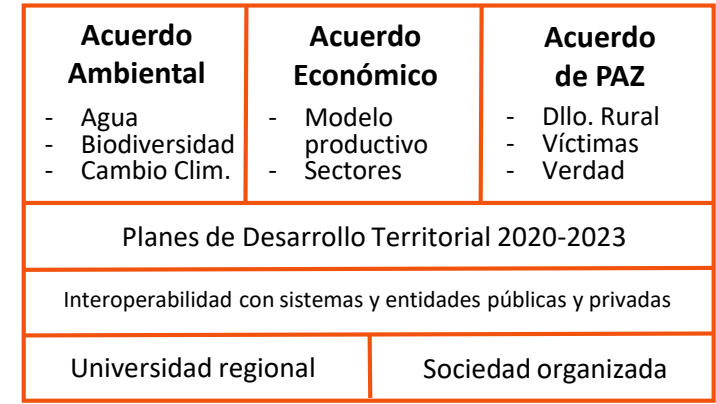 Acuerdo
Ambiental
- Agua
- Biodiversidad
- Cambio Clim.
Acuerdo
Económico
- Modelo
productivo
- Sectores
Acuerdo
de PAZ
- Dllo. Rural
- Víctimas
- Verdad
Planes de Desarrollo Territorial 2020-2023
Interoperabilidad con sistemas y entidades públicas y privadas
Universidad regional
Sociedad organizada